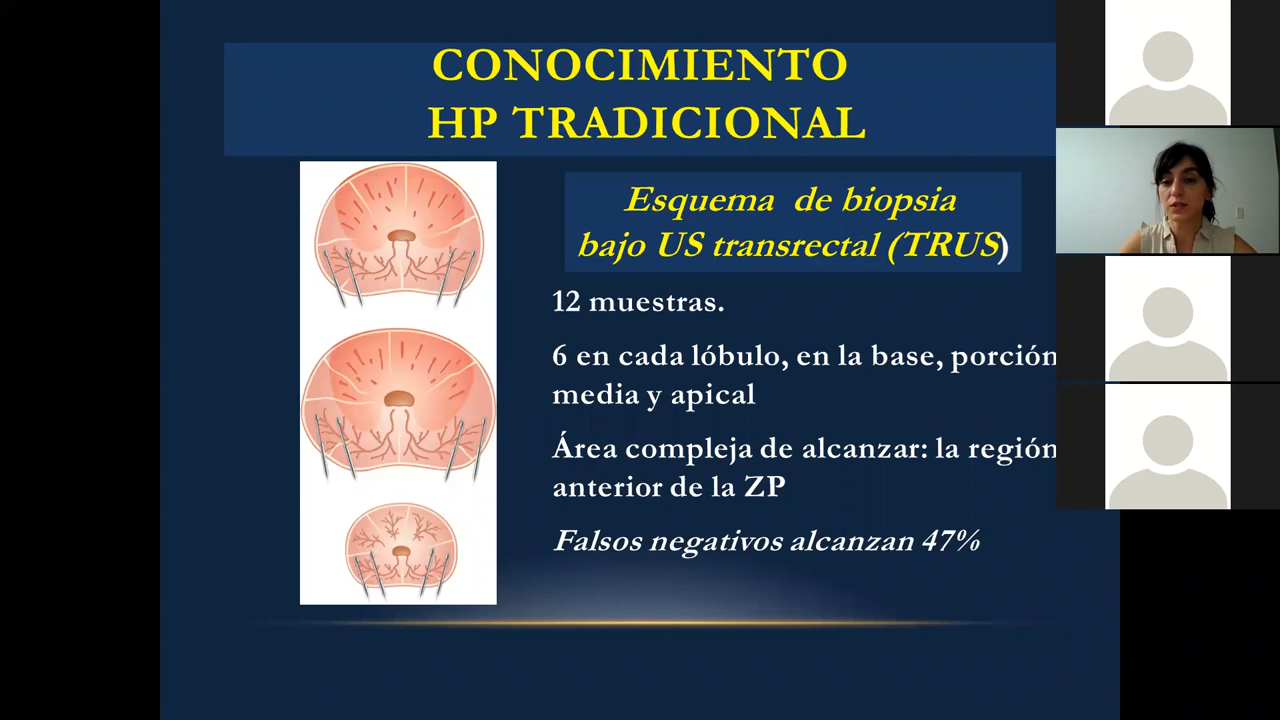 CONOCIMIENTO
HP TRADICIONAL
Esquema de biopsia
bajo US transrectal (TRUS)
12 muestras.
6 en cada lóbulo, en la base, porción
media y apical
Área compleja de alcanzar: la región
anterior de la ZP
Falsos negativos alcanzan 47%